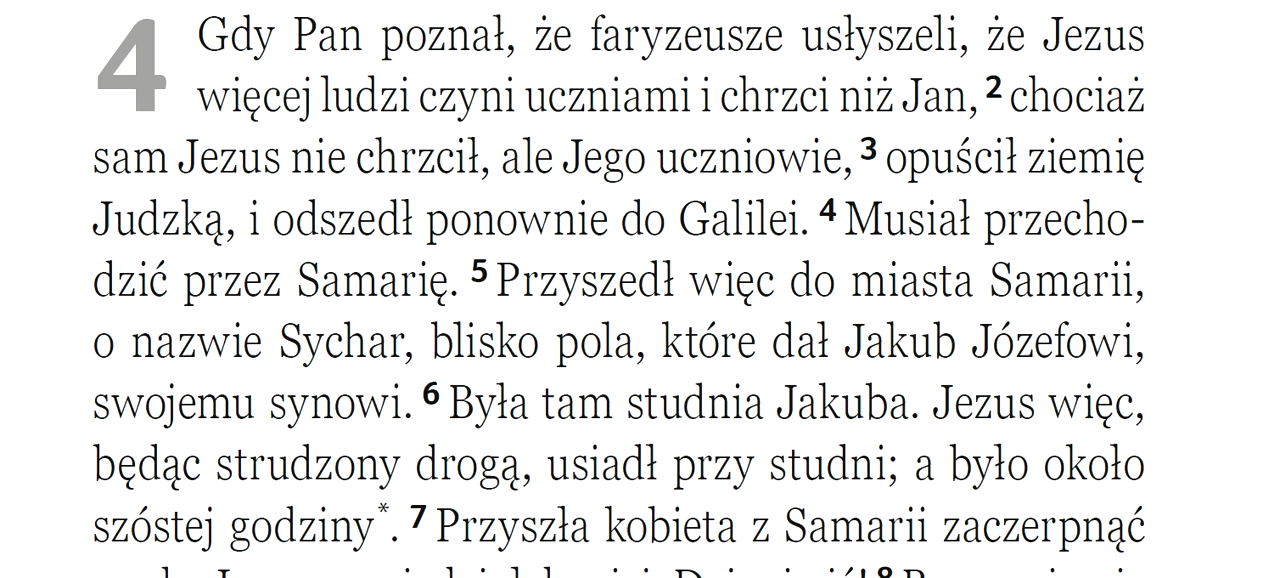 4 Gdy Pan poznał, że faryzeusze usłyszeli, że Jezus
więcej ludzi czyni uczniami i chrzci niż Jan, 2 chociaż
sam Jezus nie chrzcił, ale Jego uczniowie, 3 opuścił ziemię
Judzką, i odszedł ponownie do Galilei. 4 Musiał przecho-
dzić przez Samarię. 5 Przyszedł więc do miasta Samarii,
o nazwie Sychar, blisko pola, które dał Jakub Józefowi,
swojemu synowi. 6 Była tam studnia Jakuba. Jezus więc,
będąc strudzony drogą, usiadł przy studni; a było około
szóstej godziny*. 7 Przyszła kobieta z Samarii zaczerpnąć